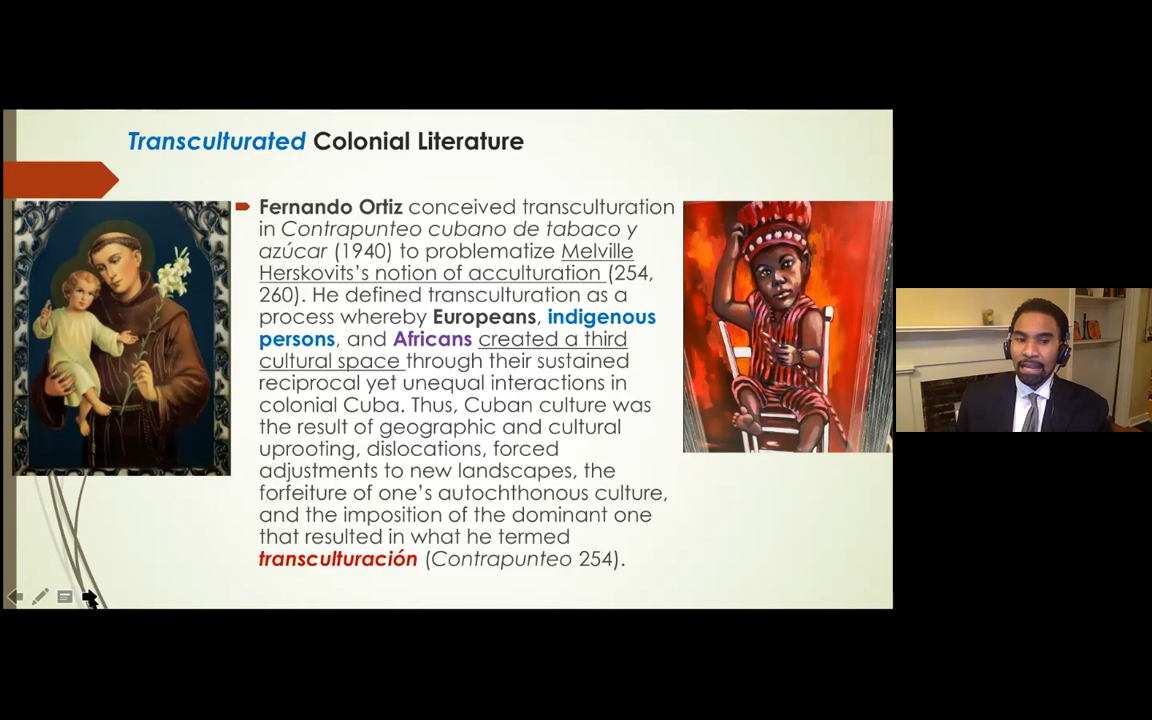 Transculturated Colonial Literature
Fernando Ortiz conceived transculturation
in Contrapunteo cubano de tabaco y
azúcar (1940) to problematize Melville
Herskovits's notion of acculturation (254,
260). He defined transculturation as a
process whereby Europeans, indigenous
persons, and Africans created a third
cultural space through their sustained
reciprocal yet unequal interactions in
colonial Cuba. Thus, Cuban culture was
the result of geographic and cultural
uprooting, dislocations, forced
adjustments to new landscapes, the
forfeiture of one's autochthonous culture,
and the imposition of the dominant one
that resulted in what he termed
transculturación (Contrapunteo 254).